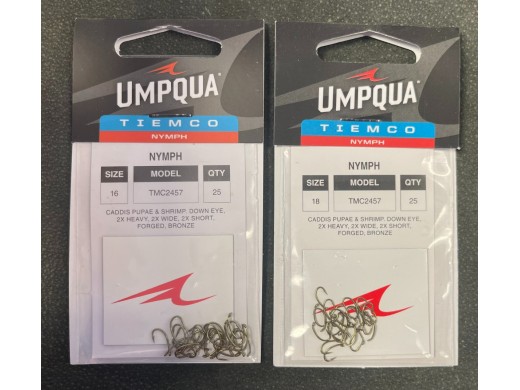 UMPQUA®
TIEMCO
NYMPH
NYMPH
SIZE MODEL QTY
16 TMC2457 25
CADDIS PUPAE & SHRIMP, DOWN EYE,
2X HEAVY, 2X WIDE, 2X SHORT,
FORGED, BRONZE
UMPQUA®
TIEMCO
NYMPH
NYMPH
SIZE MODEL QTY
18 TMC2457 25
CADDIS PUPAE & SHRIMP, DOWN EYE,
2X HEAVY, 2X WIDE, 2X SHORT,
FORGED, BRONZE